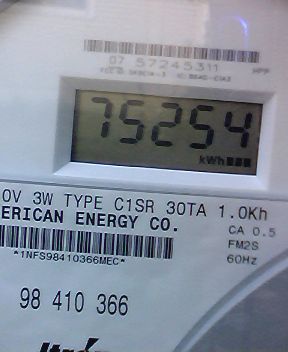 07 57245311
75254
kWh
0V 3W TYPE C1SR 30TA 1.0Kh
ERICAN ENERGY CO.
CA 0.5
FM2S
60Hz
*1NFS98410366MEC*
98 410 366
Itron